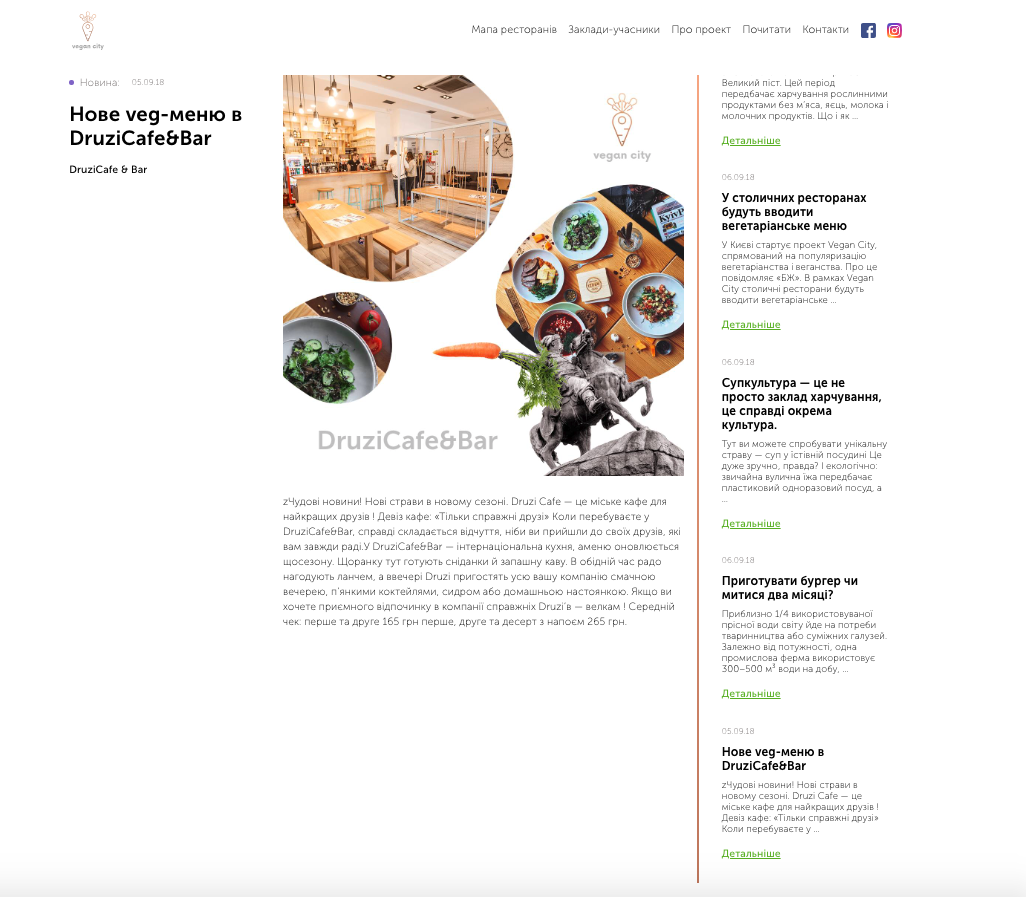 vegan city
Мапа ресторанів Заклади-учасники Про проект Почитати Контакти
Новина: 05.09.18
Нове veg-меню в
DruziCafe&Bar
DruziCafe & Bar
vegan city
KyivP
DruziCafe&Bar
zЧудові новини! Нові страви в новому сезоні. Druzi Cafe — це міське кафе для
найкращих друзів ! Девіз кафе: «Тільки справжні друзі» Коли перебуваєте у
DruziCafe&Bar, справді складається відчуття, ніби ви прийшли до своїх друзів, які
вам завжди раді.У DruziCafe&Bar — інтернаціональна кухня, аменю оновлюється
щосезону. Щоранку тут готують сніданки й запашну каву. В обідній час радо
нагодують ланчем, а ввечері Druzi пригостять усю вашу компанію смачною
вечерею, п'янкими коктейлями, сидром або домашньою настоянкою. Якщо ви
хочете приємного відпочинку в компанії справжніх Druzi'в — велкам ! Середній
чек: перше та друге 165 грн перше, друге та десерт з напоєм 265 грн.
Великий піст. Цей період
передбачає харчування рослинними
продуктами без м'яса, яєць, молока і
молочних продуктів. Що і як ...
Детальніше
06.09.18
У столичних ресторанах
будуть вводити
вегетаріанське меню
У Києві стартує проект Vegan City,
спрямований на популяризацію
вегетаріанства і веганства. Про це
повідомляє «БЖ». В рамках Vegan
City столичні ресторани будуть
вводити вегетаріанське ...
Детальніше
06.09.18
Супкультура — це не
просто заклад харчування,
це справді окрема
культура.
Тут ви можете спробувати унікальну
страву — суп у їстівній посудині Це
дуже зручно, правда? І екологічно:
звичайна вулична їжа передбачає
пластиковий одноразовий посуд, а
...
Детальніше
06.09.18
Приготувати бургер чи
митися два місяці?
Приблизно 1/4 використовуваної
прісної води світу йде на потреби
тваринництва або суміжних галузей.
Залежно від потужності, одна
промислова ферма використовує
300–500 м³ води на добу, ...
Детальніше
05.09.18
Нове veg-меню в
DruziCafe&Bar
zЧудові новини! Нові страви в
новому сезоні. Druzi Cafe — це
міське кафе для найкращих друзів !
Девіз кафе: «Тільки справжні друзі»
Коли перебуваєте у ...
Детальніше